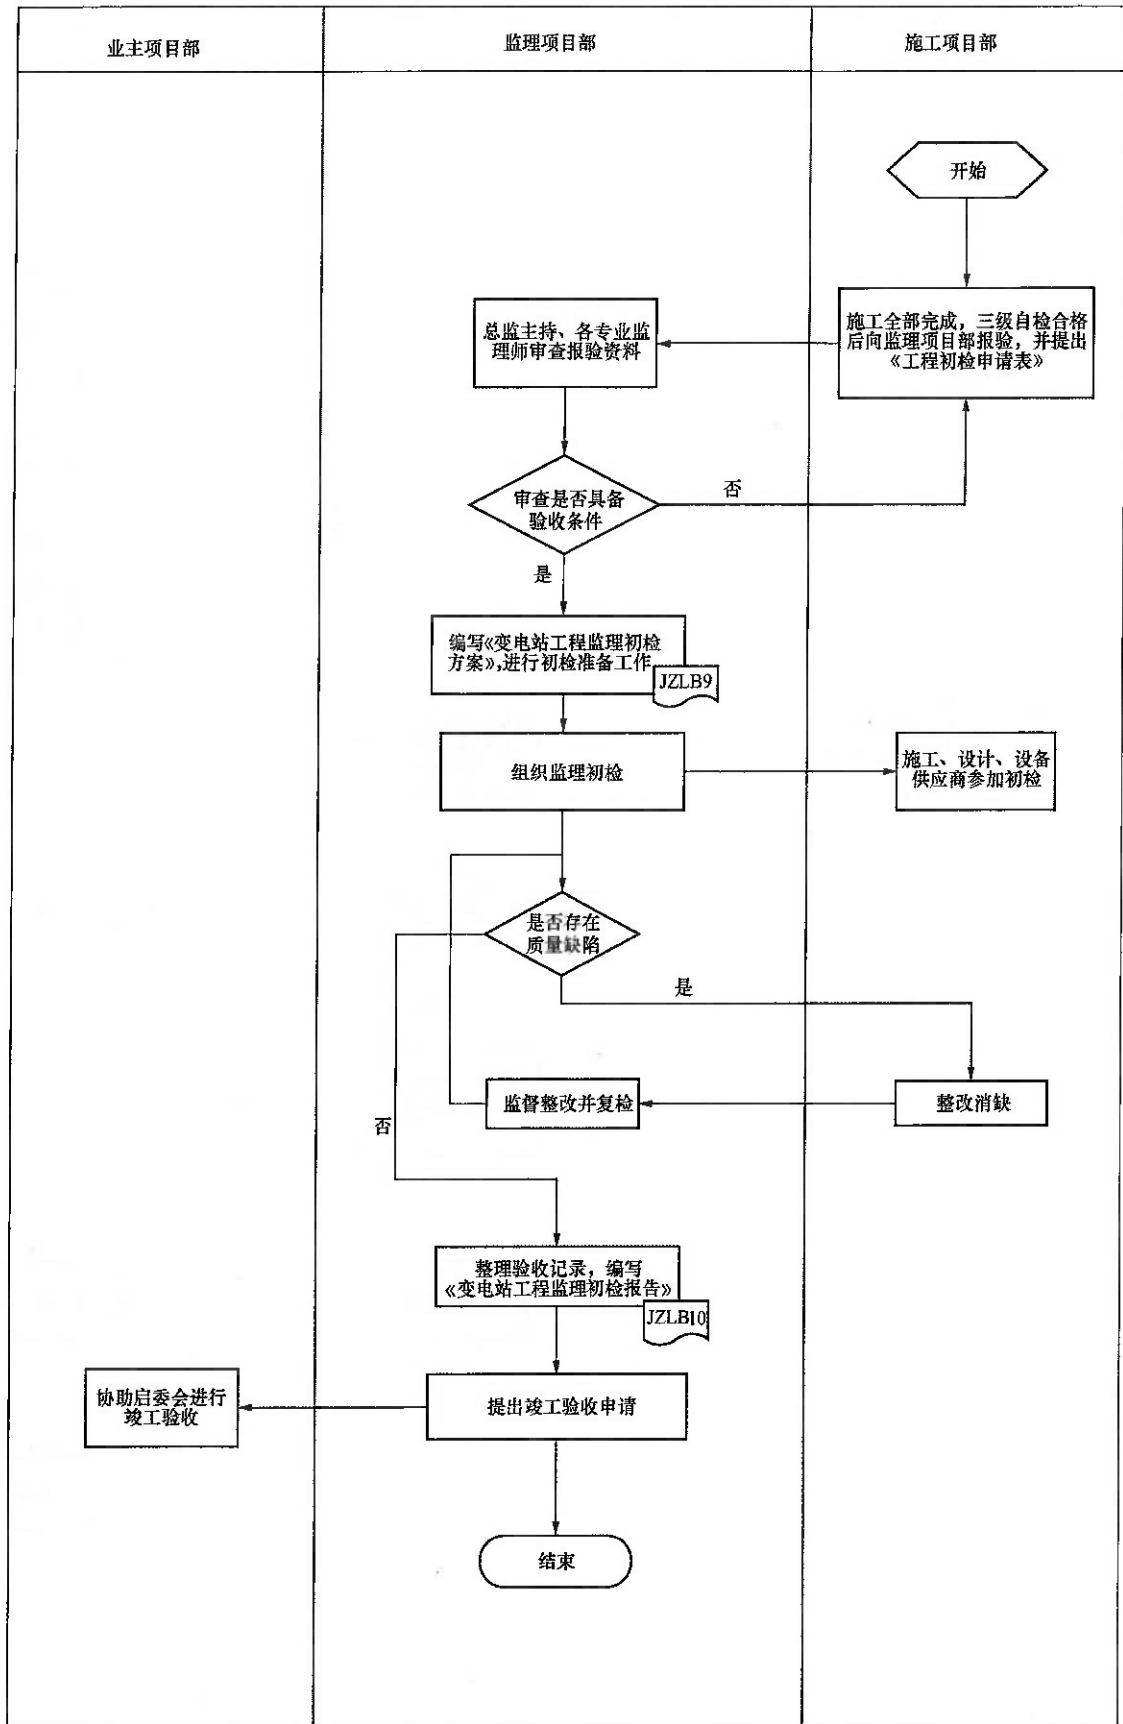 业主项目部
监理项目部
施工项目部
开始
施工全部完成，三级自检合格
后向监理项目部报验，并提出
《工程初检申请表》
总监主持、各专业监
理师审查报验资料
审查是否具备
验收条件
否
是
编写《变电站工程监理初检
方案》，进行初检准备工作
JZLB9
组织监理初检
施工、设计、设备
供应商参加初检
是否存在
质量缺陷
是
整改消缺
监督整改并复检
否
整理验收记录，编写
《变电站工程监理初检报告》
JZLB10
提出竣工验收申请
协助启委会进行
竣工验收
结束